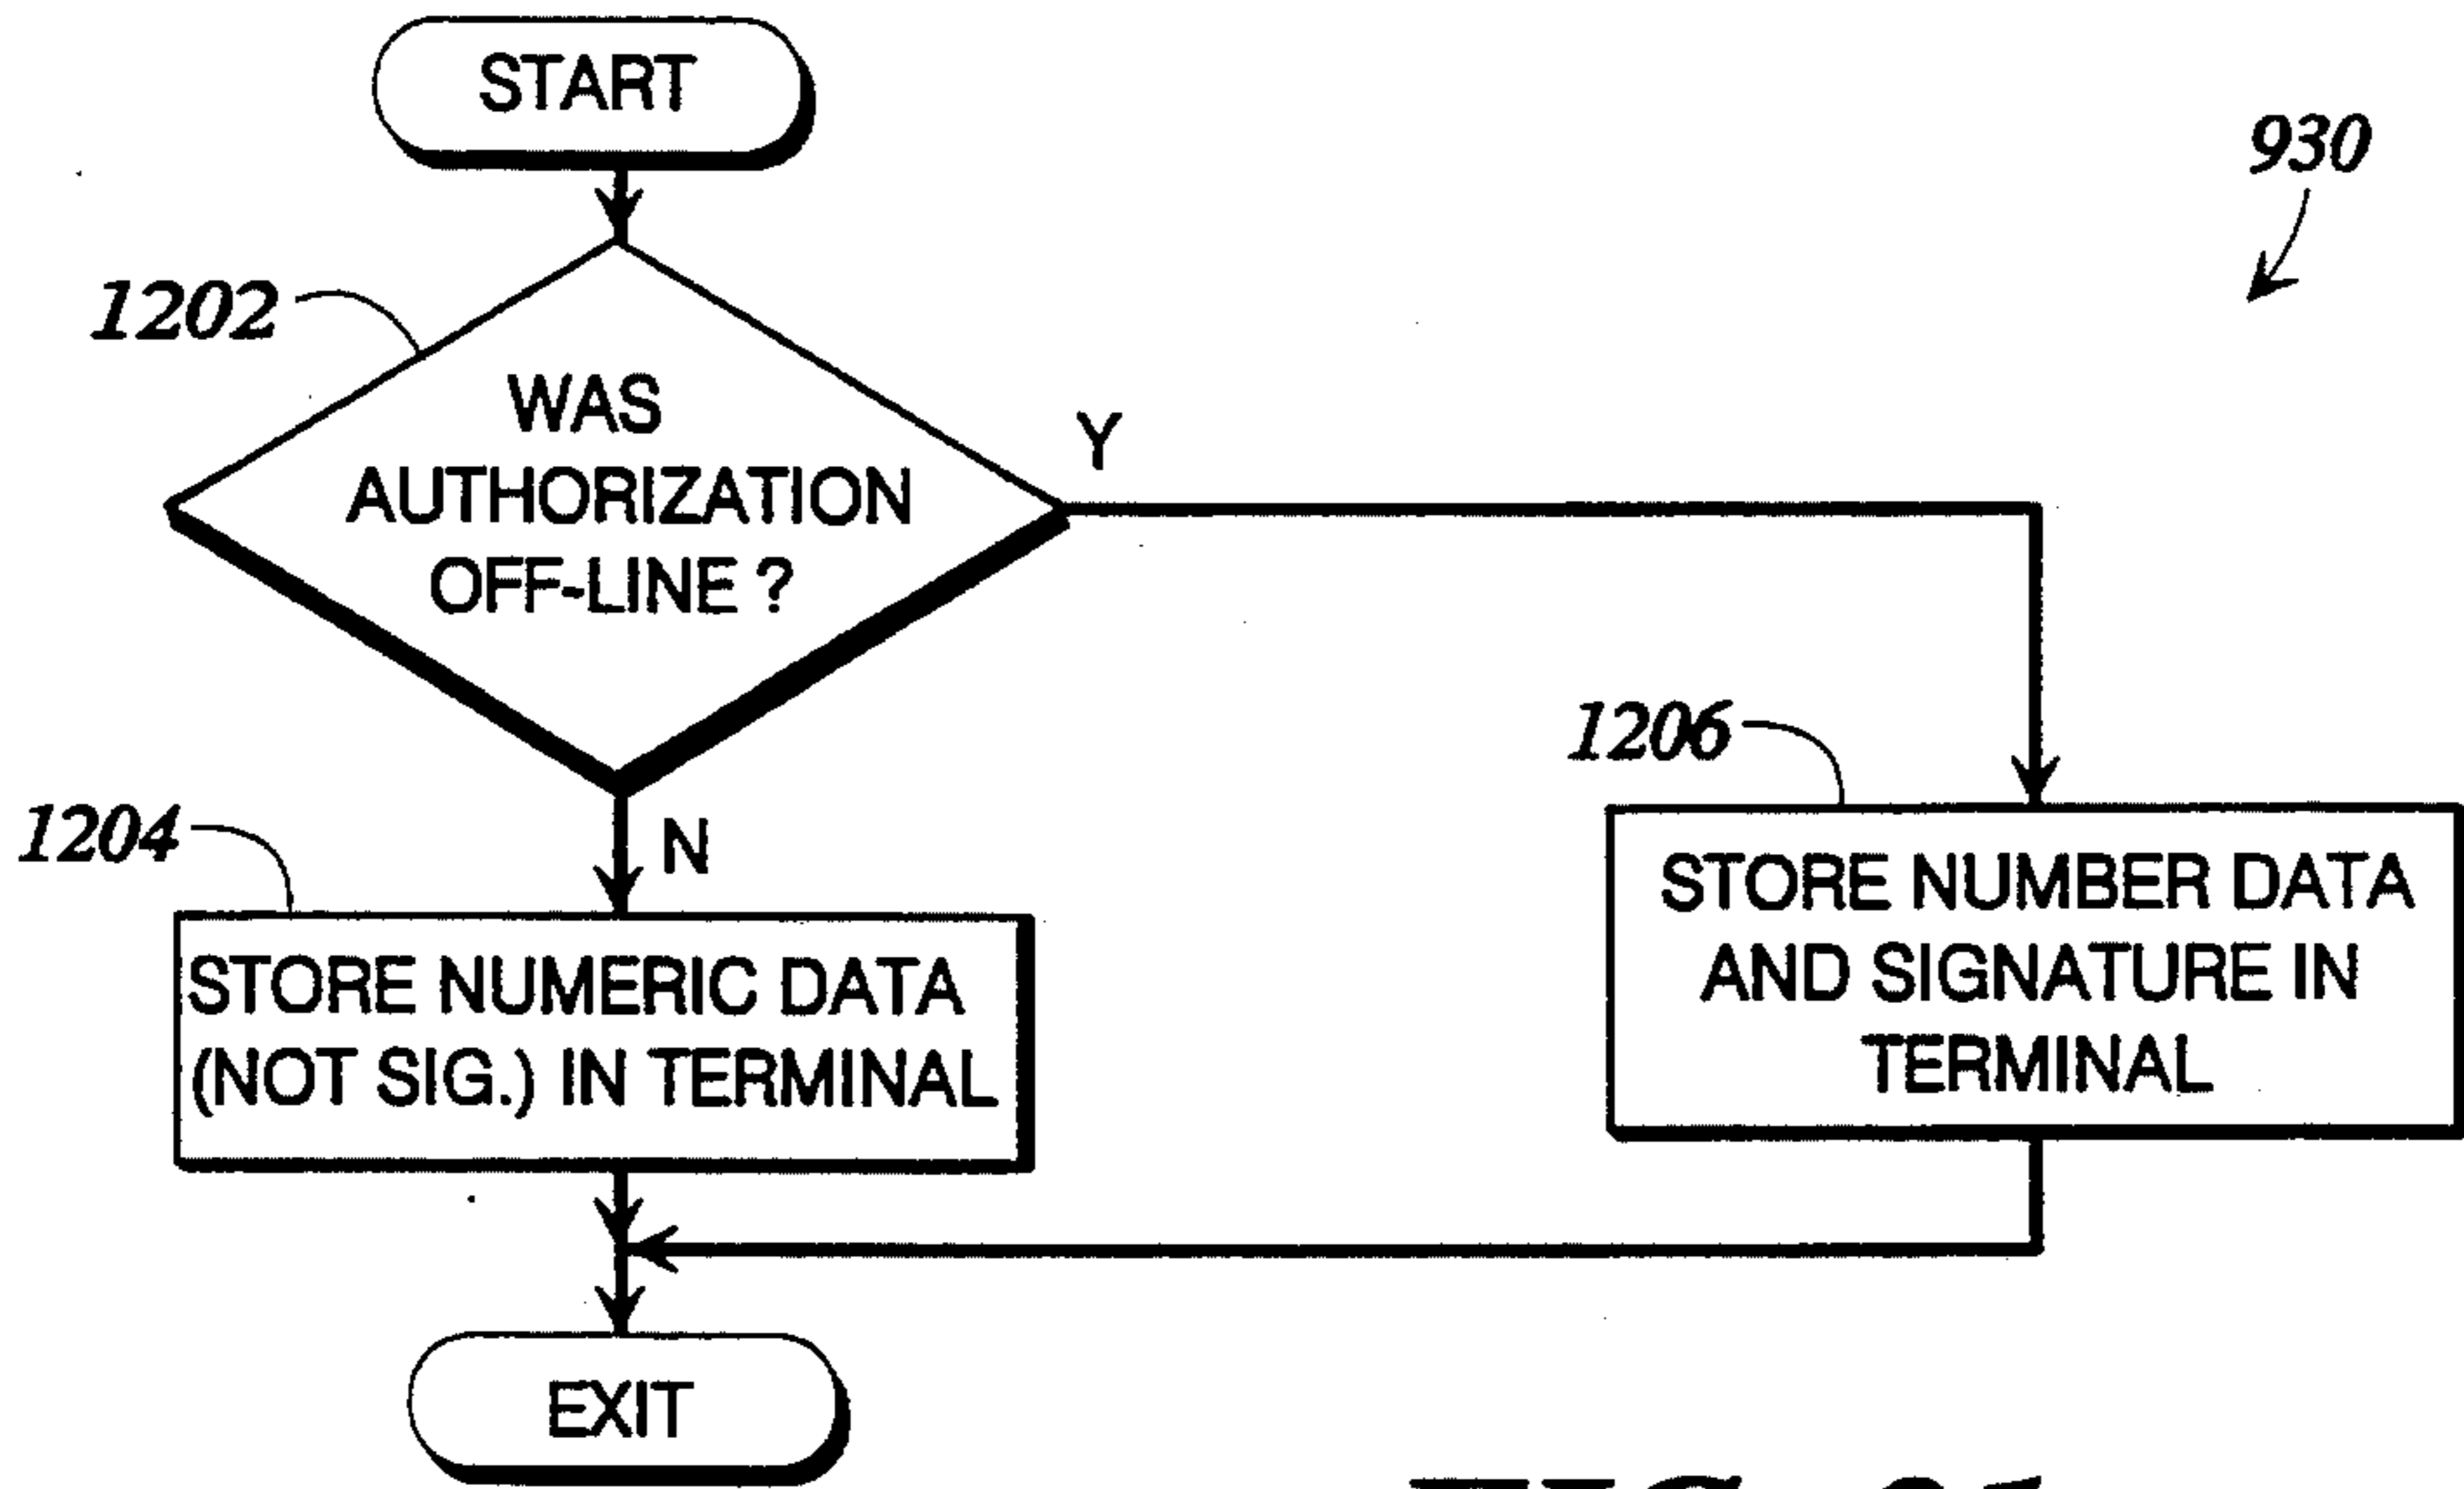 START
930
1202
WAS
AUTHORIZATION
OFF-LINE ?
Y
1206
1204
N
STORE NUMBER DATA
AND SIGNATURE IN
TERMINAL
STORE NUMERIC DATA
(NOT SIG.) IN TERMINAL
EXIT